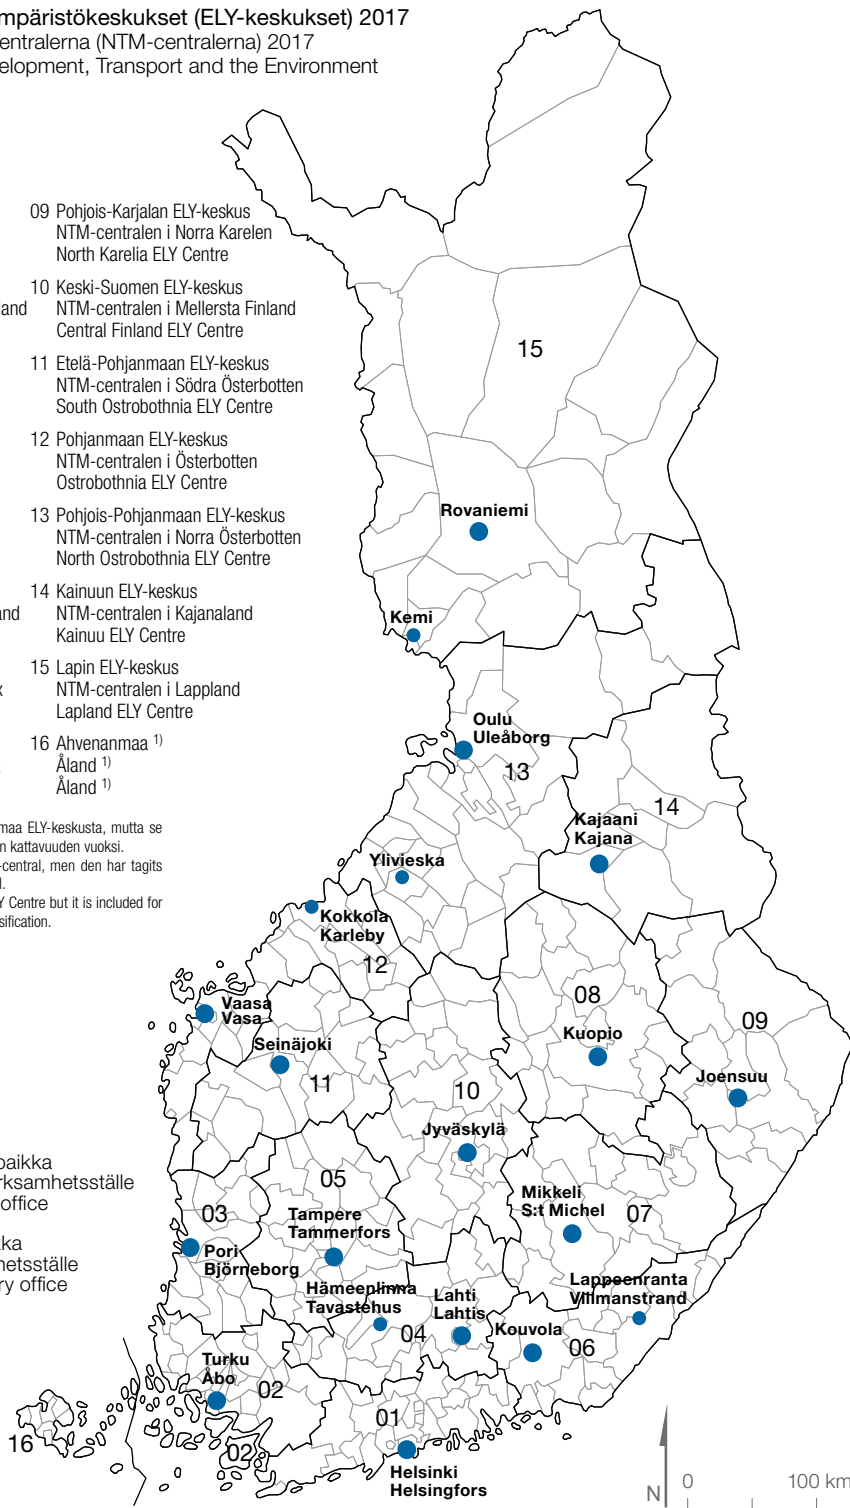 mpäristökeskukset (ELY-keskukset) 2017
entralerna (NTM-centralerna) 2017
elopment, Transport and the Environment
09 Pohjois-Karjalan ELY-keskus
NTM-centralen i Norra Karelen
North Karelia ELY Centre
10 Keski-Suomen ELY-keskus
land NTM-centralen i Mellersta Finland
Central Finland ELY Centre
11 Etelä-Pohjanmaan ELY-keskus
NTM-centralen i Södra Österbotten
South Ostrobothnia ELY Centre
12 Pohjanmaan ELY-keskus
NTM-centralen i Österbotten
Ostrobothnia ELY Centre
13 Pohjois-Pohjanmaan ELY-keskus
NTM-centralen i Norra Österbotten
North Ostrobothnia ELY Centre
14 Kainuun ELY-keskus
and NTM-centralen i Kajanaland
Kainuu ELY Centre
15 Lapin ELY-keskus
NTM-centralen i Lappland
Lapland ELY Centre
16 Ahvenanmaa 1)
Åland 1)
Åland 1)
maa ELY-keskusta, mutta se
n kattavuuden vuoksi.
-central, men den har tagits
l.
Y Centre but it is included for
sification.
paikka
rksamhetsställe
office
kka
hetsställe
ry office
15
Rovaniemi
Kemi
Oulu
Uleåborg
13
14
Kajaani
Kajana
Ylivieska
Kokkola
Karleby
12
Vaasa
Vasa
08
09
Seinäjoki
Kuopio
11
10
Joensuu
Jyväskylä
05
03
Mikkeli
S:t Michel
07
Tampere
Tammerfors
Pori
Björneborg
Hämeenlinna
Tavastehus
Lahti
Lahtis
Lappeenranta
Villmanstrand
04
Kouvola
06
Turku
Åbo
02
01
16
02
Helsinki
Helsingfors
N
0 100 km